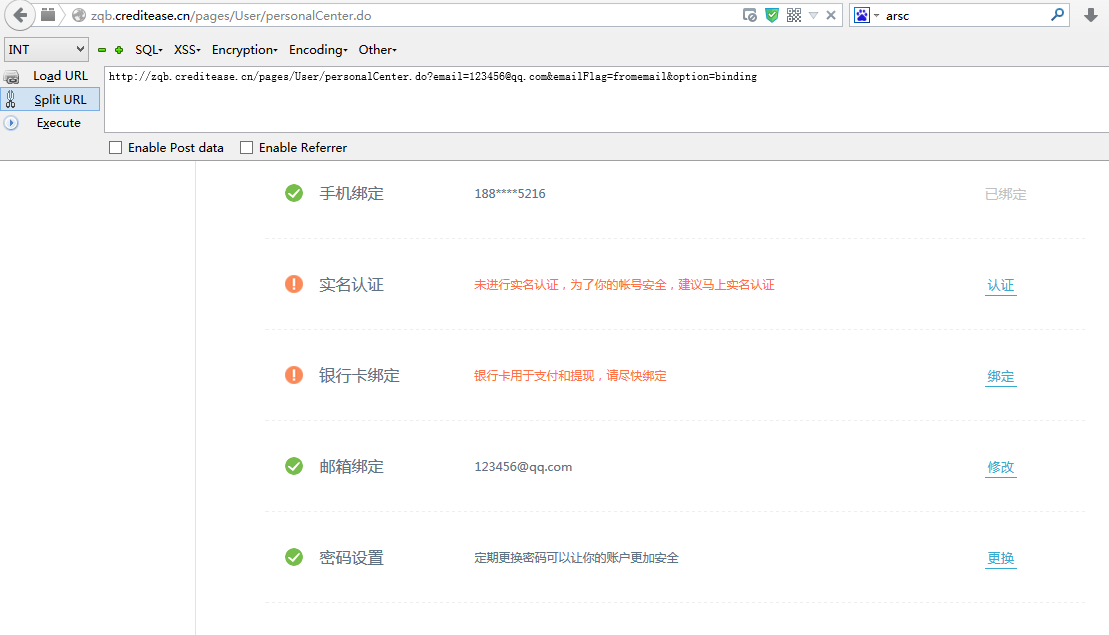 zqb.creditease.cn/pages/User/personalCenter.do arsc
INT SQL XSS Encryption Encoding Other
Load URL http://zqb.creditease.cn/pages/User/personalCenter.do?email=123456@qq.com&emailFlag=fromemail&option=binding
Split URL
Execute
Enable Post data Enable Referrer
手机绑定 188****5216 已绑定
实名认证 未进行实名认证，为了你的帐号安全，建议马上实名认证 认证
银行卡绑定 银行卡用于支付和提现，请尽快绑定 绑定
邮箱绑定 123456@qq.com 修改
密码设置 定期更换密码可以让你的账户更加安全 更换